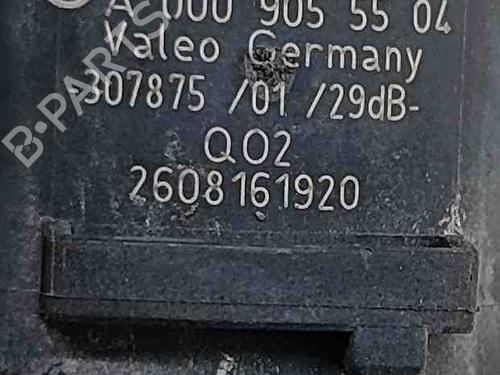 A 000 905 55 04
Valeo Germany
-307875 /01 /29dB-
Q02
2608161920
B-PARTS